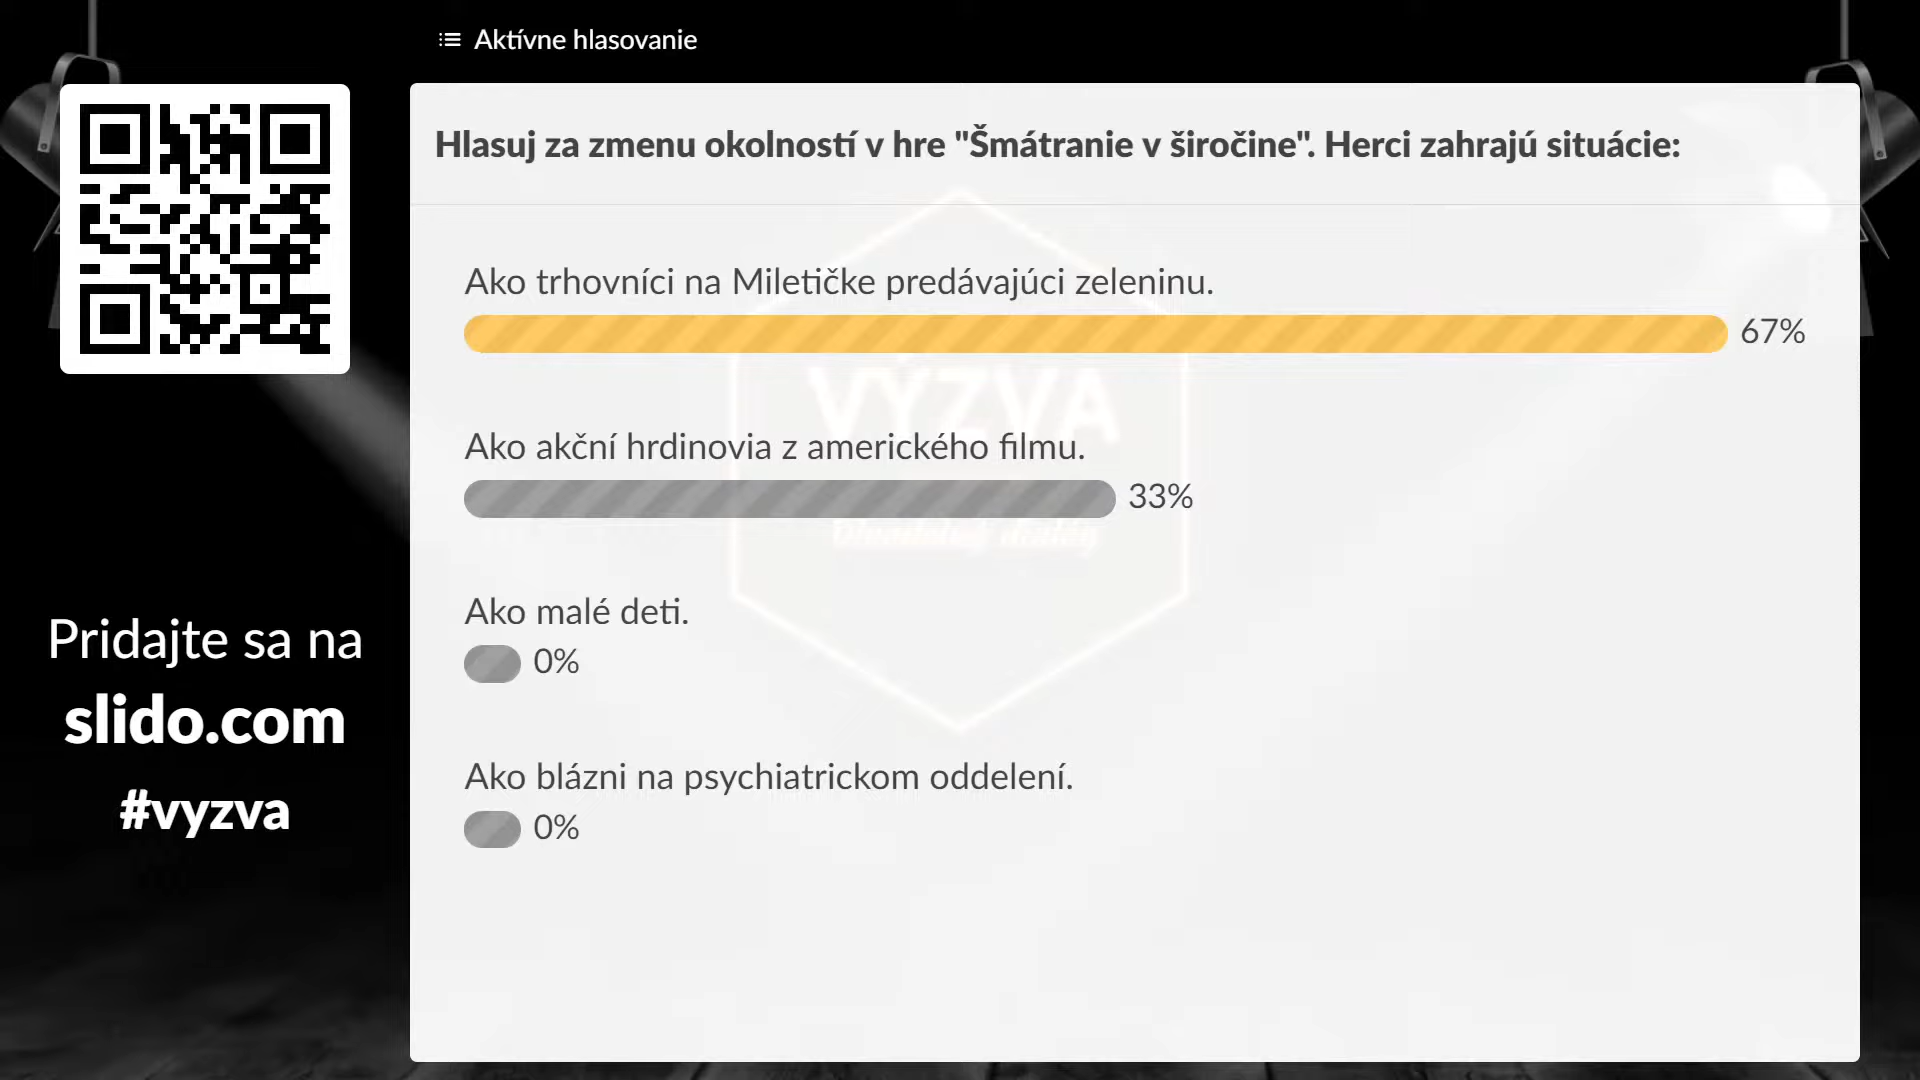 Aktívne hlasovanie
Hlasuj za zmenu okolností v hre "Šmátranie v širočine". Herci zahrajú situácie:
Ako trhovníci na Miletičke predávajúci zeleninu.
67%
VÝZVA
Ako akční hrdinovia z amerického filmu.
33%
Ako malé deti.
0%
Ako blázni na psychiatrickom oddelení.
0%
Pridajte sa na
slido.com
#vyzva